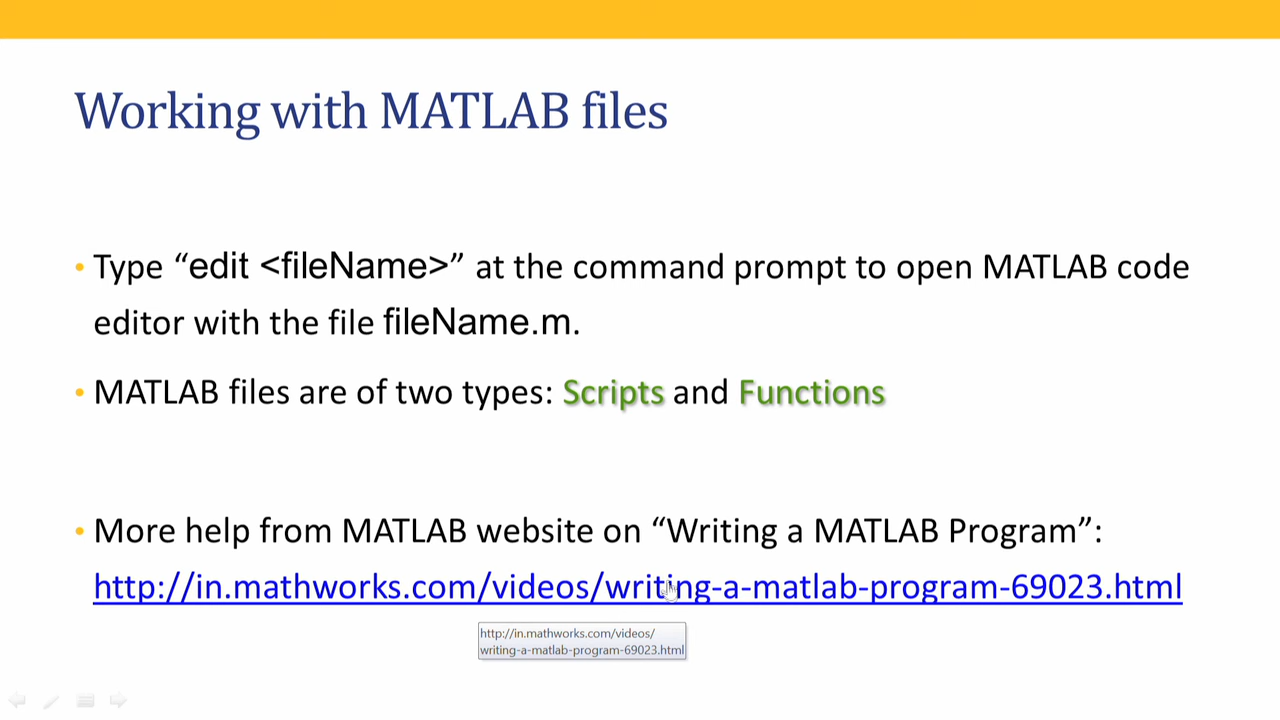 Working with MATLAB files
• Type “edit <fileName>” at the command prompt to open MATLAB code
editor with the file fileName.m.
• MATLAB files are of two types: Scripts and Functions
• More help from MATLAB website on “Writing a MATLAB Program”:
http://in.mathworks.com/videos/writing-a-matlab-program-69023.html
http://in.mathworks.com/videos/
writing-a-matlab-program-69023.html